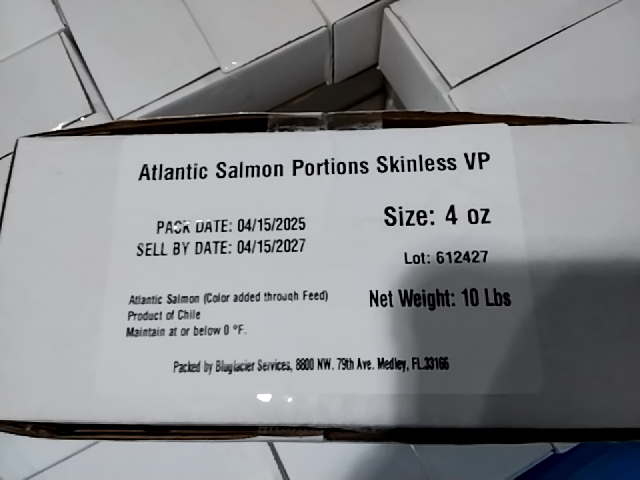 Atlantic Salmon Portions Skinless VP
PACK DATE: 04/15/2025
SELL BY DATE: 04/15/2027
Size: 4 oz
Lot: 612427
Net Weight: 10 Lbs
Atlantic Salmon (Color added through Feed)
Product of Chile
Maintain at or below 0 °F.
Packed by Bluglacier Services, 8800 NW. 79th Ave. Medley, FL.33166